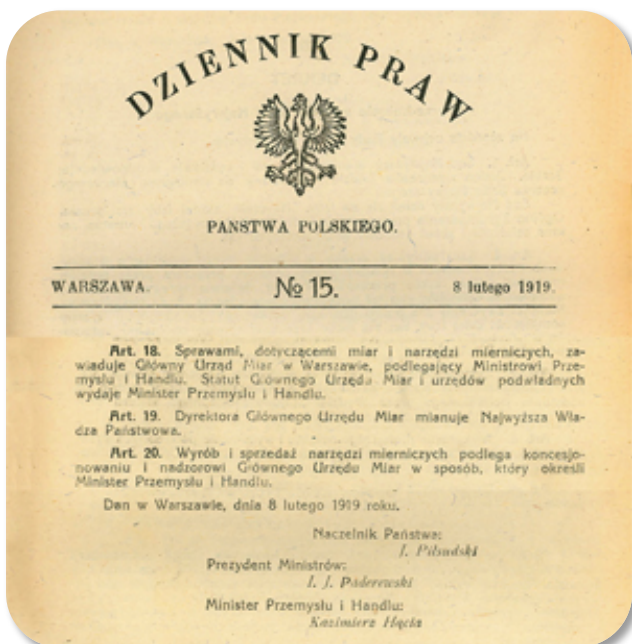 DZIENNIK PRAW
PANSTWA POLSKIEGO.
WARSZAWA. № 15. 8 lutego 1919.
Art. 18. Sprawami, dotyczącemi miar i narzędzi mierniczych, za-
wiaduje Główny Urząd Miar w Warszawie, podlegający Ministrowi Prze-
mysłu i Handlu. Statut Głównego Urzędu Miar i urzędów podwładnych
wydaje Minister Przemysłu i Handlu.
Art. 19. Dyrektora Głównego Urzędu Miar mianuje Najwyższa Wła-
dza Państwowa.
Art. 20. Wyrób i sprzedaż narzędzi mierniczych podlega koncesjo-
nowaniu i nadzorowi Głównego Urzędu Miar w sposób, który określi
Minister Przemysłu i Handlu.
Dan w Warszawie, dnia 8 lutego 1919 roku.
Naczelnik Państwa:
J. Piłsudski
Prezydent Ministrów:
I. J. Paderewski
Minister Przemysłu i Handlu:
Kazimierz Hącia